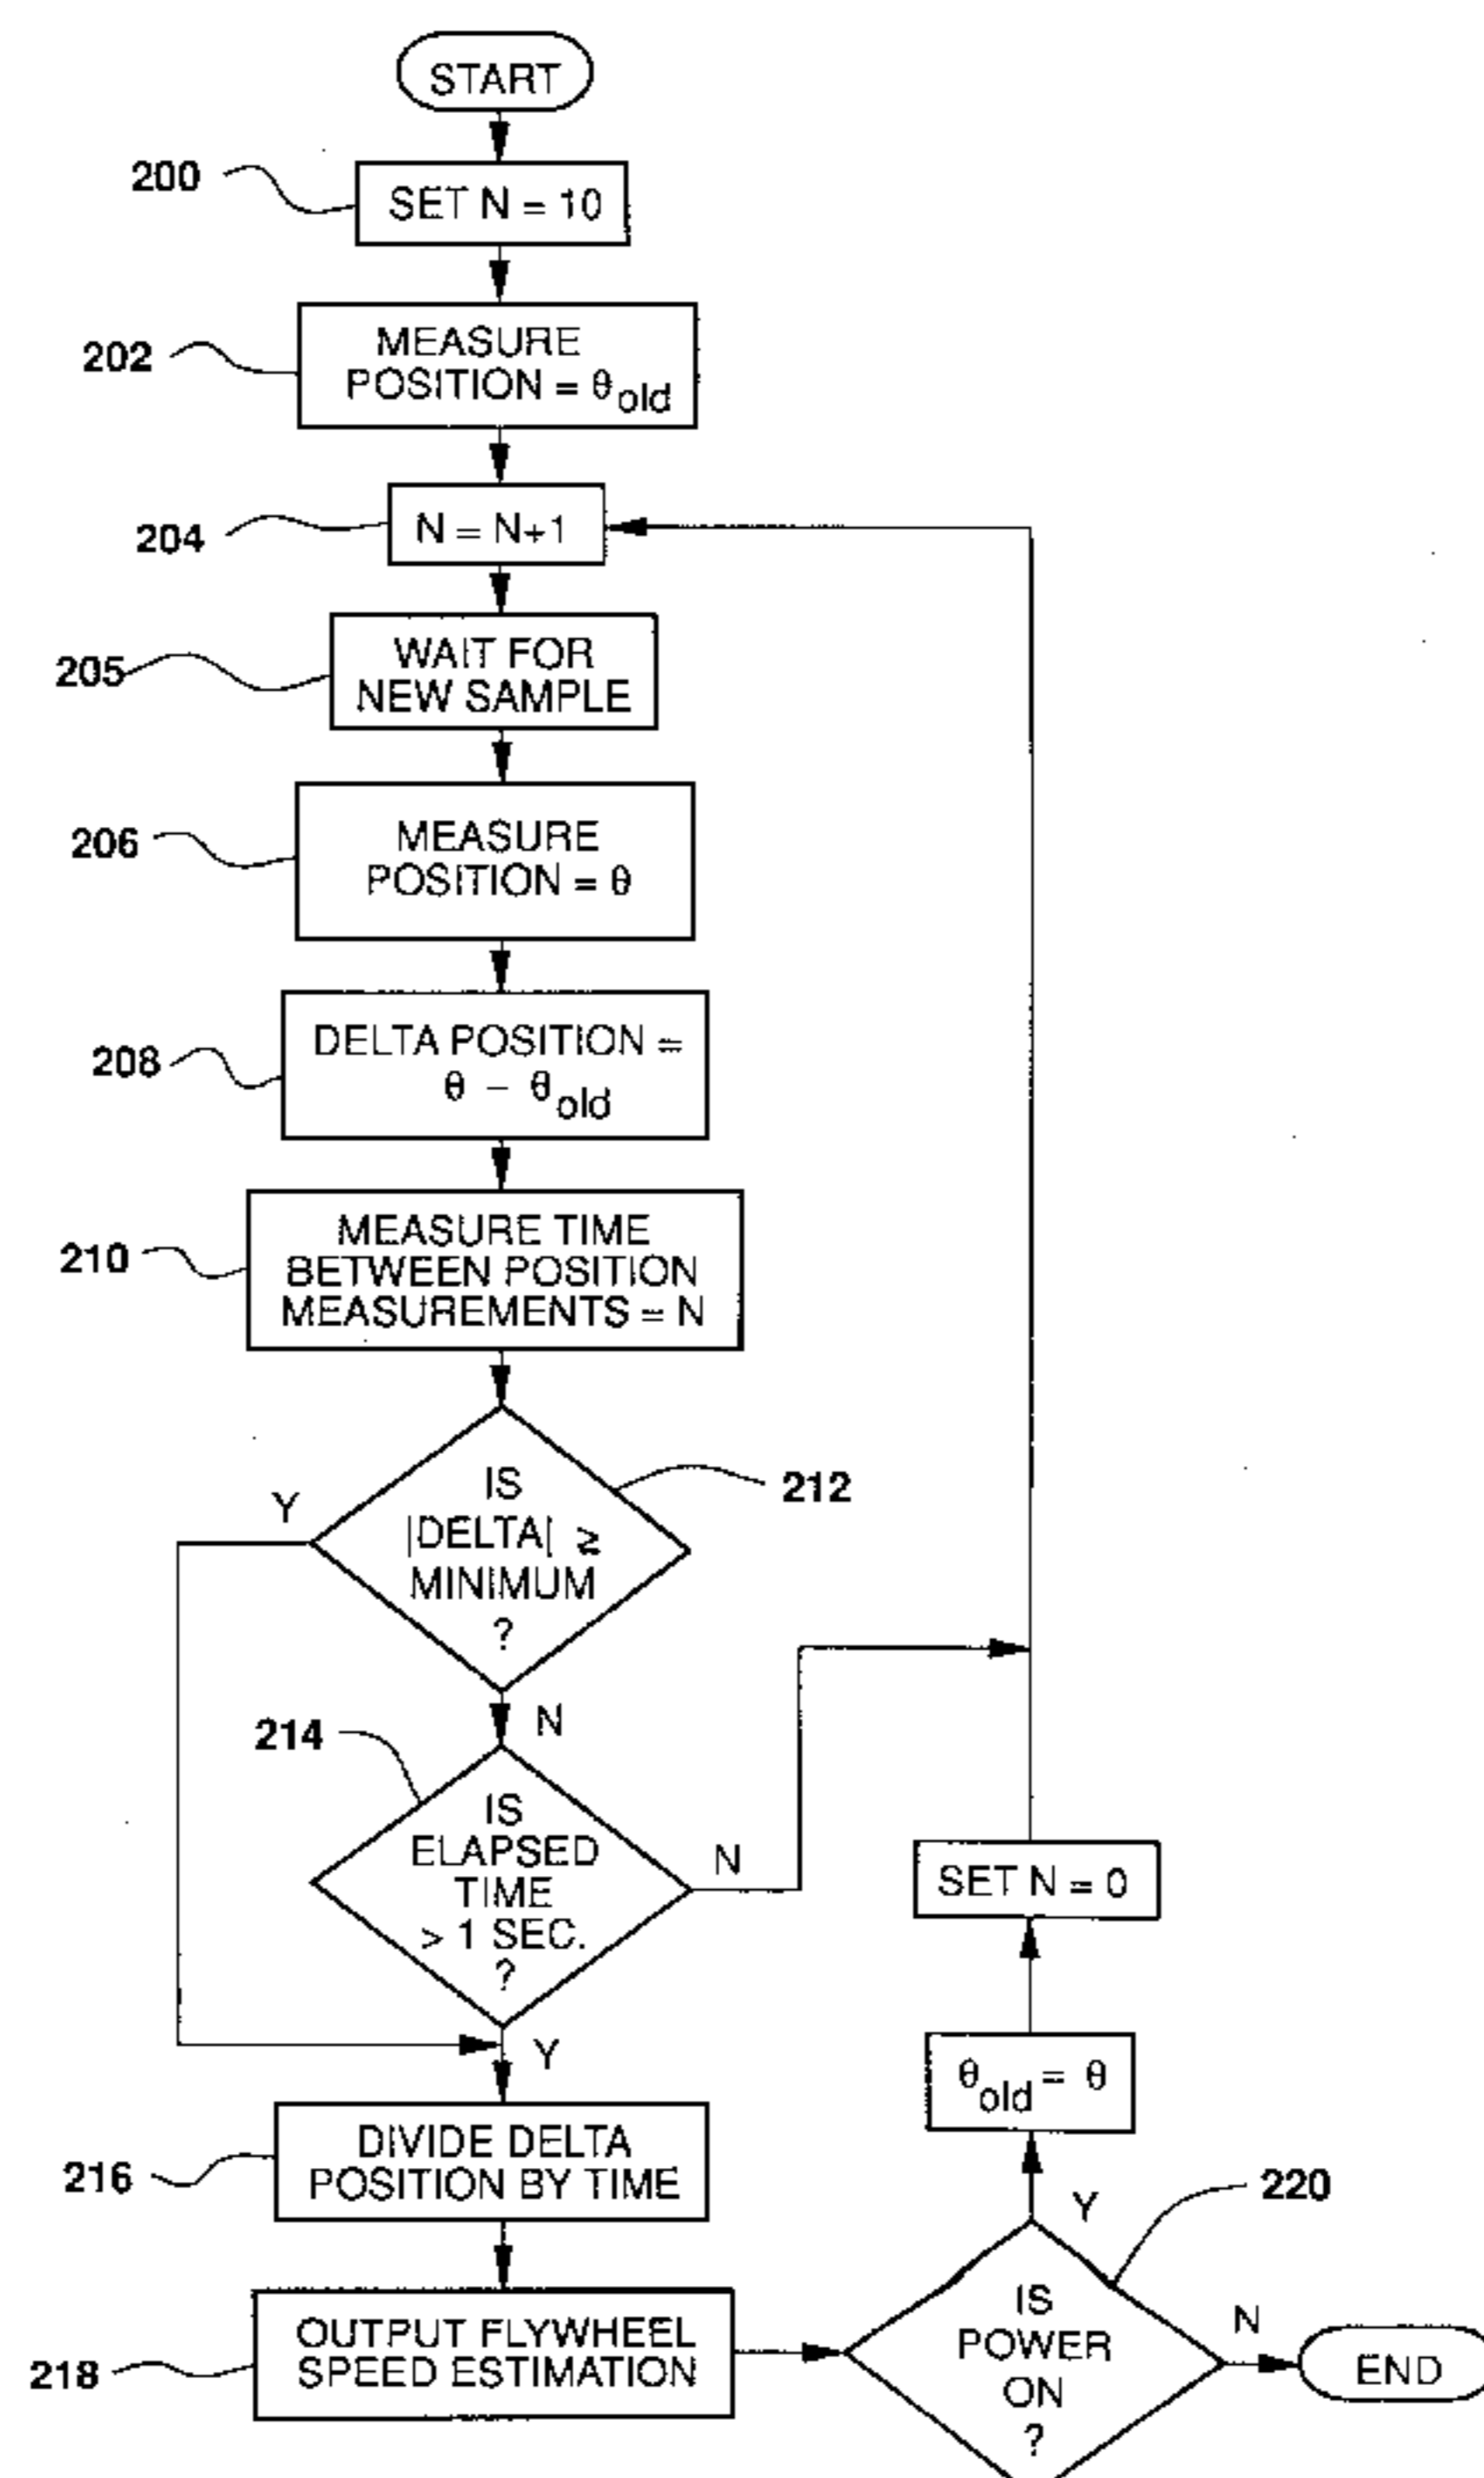 START
200
SET N = 10
202
MEASURE
POSITION = θold
204
N = N+1
205
WAIT FOR
NEW SAMPLE
206
MEASURE
POSITION = θ
208
DELTA POSITION =
θ – θold
210
MEASURE TIME
BETWEEN POSITION
MEASUREMENTS = N
212
IS
|DELTA| ≧
MINIMUM
?
Y
N
214
IS
ELAPSED
TIME
> 1 SEC.
?
N
Y
216
DIVIDE DELTA
POSITION BY TIME
218
OUTPUT FLYWHEEL
SPEED ESTIMATION
220
IS
POWER
ON
?
Y
N
END
θold = θ
SET N = 0